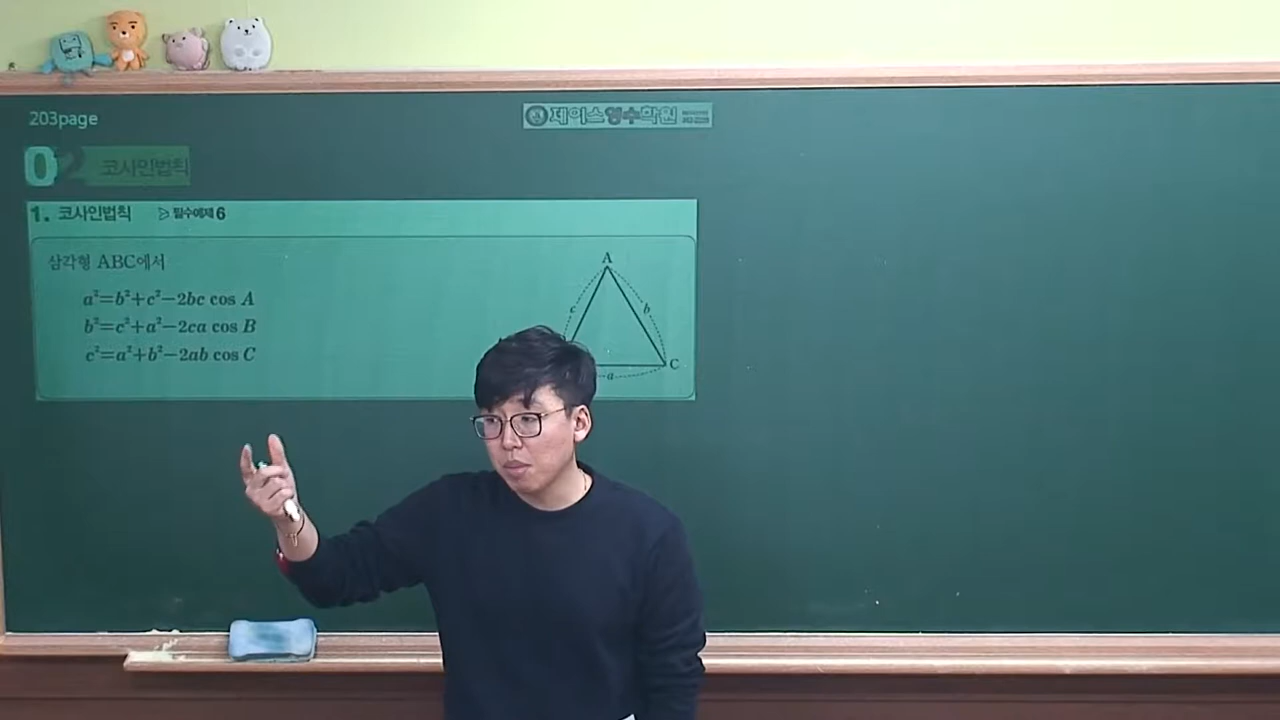 203page
제이스영수학원
02 코사인법칙
1. 코사인법칙 ▷ 필수예제 6
삼각형 ABC에서
a²=b²+c²−2bc cos A
b²=c²+a²−2ca cos B
c²=a²+b²−2ab cos C
A
c
b
C
a